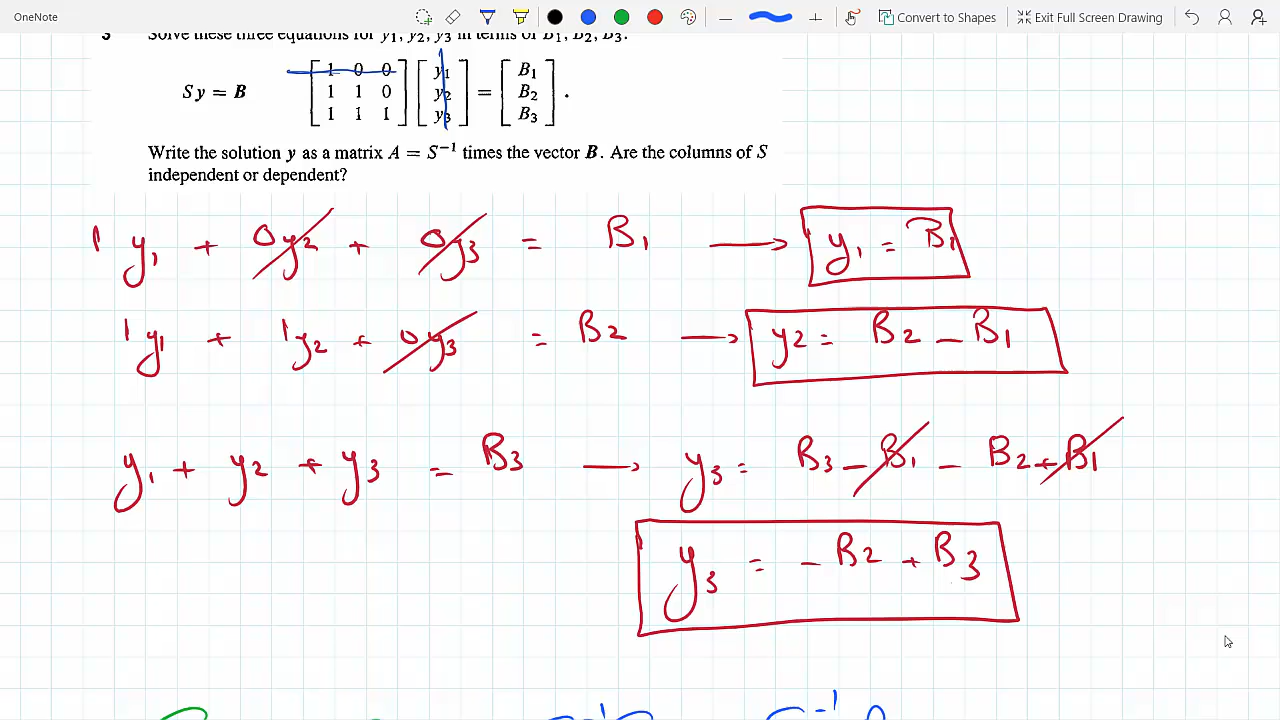 OneNote
Convert to Shapes
Exit Full Screen Drawing
3 Solve these three equations for y1, y2, y3 in terms of B1, B2, B3:
Sy = B [1 0 0; 1 1 0; 1 1 1] [y1; y2; y3] = [B1; B2; B3] .
Write the solution y as a matrix A = S⁻¹ times the vector B. Are the columns of S
independent or dependent?
1 y1 + 0y2 + 0y3 = B1 → y1 = B1
1y1 + 1y2 + 0y3 = B2 → y2 = B2 - B1
y1 + y2 + y3 = B3 → y3 = B3 - B1 - B2 + B1
y3 = - B2 + B3